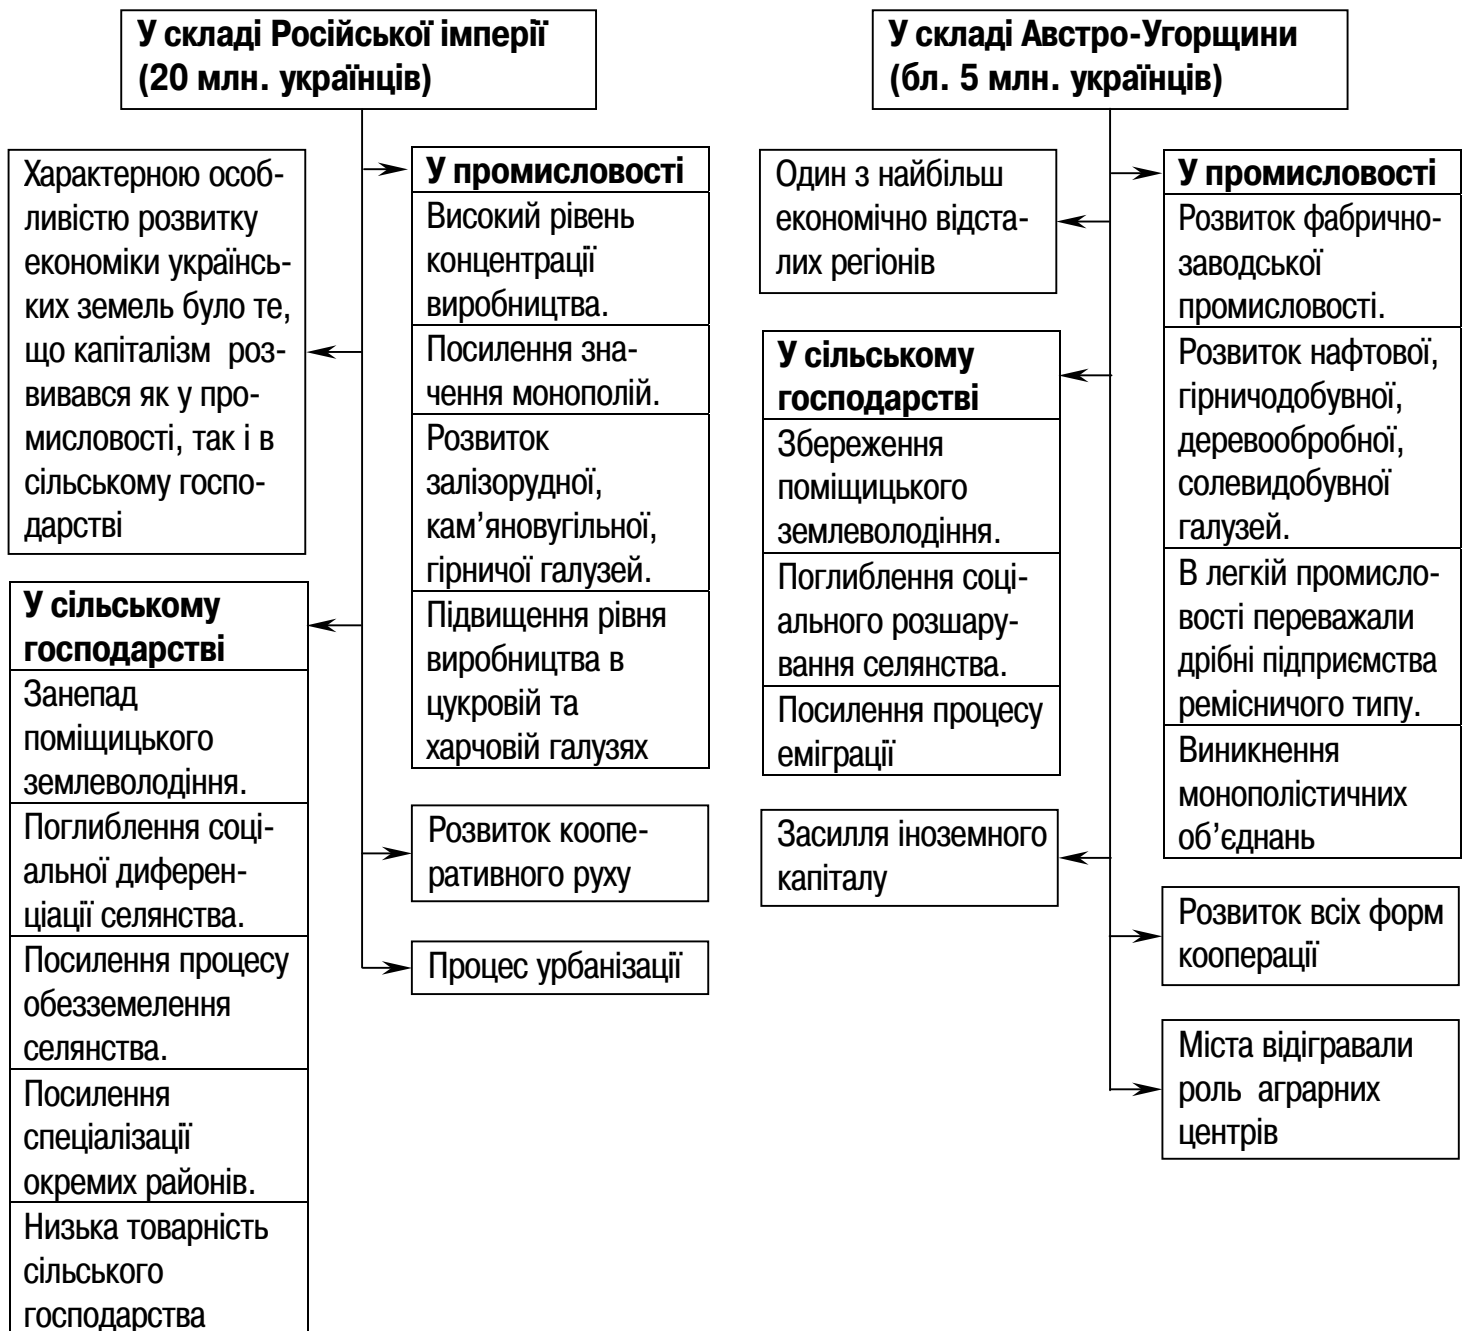 У складі Російської імперії
(20 млн. українців)
Характерною особ-
ливістю розвитку
економіки українсь-
ких земель було те,
що капіталізм роз-
вивався як у про-
мисловості, так і в
сільському госпо-
дарстві
У сільському
господарстві
Занепад
поміщицького
землеволодіння.
Поглиблення соці-
альної диферен-
ціації селянства.
Посилення процесу
обезземелення
селянства.
Посилення
спеціалізації
окремих районів.
Низька товарність
сільського
господарства
У промисловості
Високий рівень
концентрації
виробництва.
Посилення зна-
чення монополій.
Розвиток
залізорудної,
кам’яновугільної,
гірничої галузей.
Підвищення рівня
виробництва в
цукровій та
харчовій галузях
Розвиток коопе-
ративного руху
Процес урбанізації
У складі Австро-Угорщини
(бл. 5 млн. українців)
Один з найбільш
економічно відста-
лих регіонів
У сільському
господарстві
Збереження
поміщицького
землеволодіння.
Поглиблення соці-
ального розшару-
вання селянства.
Посилення процесу
еміграції
Засилля іноземного
капіталу
У промисловості
Розвиток фабрично-
заводської
промисловості.
Розвиток нафтової,
гірничодобувної,
деревообробної,
солевидобувної
галузей.
В легкій промисло-
вості переважали
дрібні підприємства
ремісничого типу.
Виникнення
монополістичних
об’єднань
Розвиток всіх форм
кооперації
Міста відігравали
роль аграрних
центрів